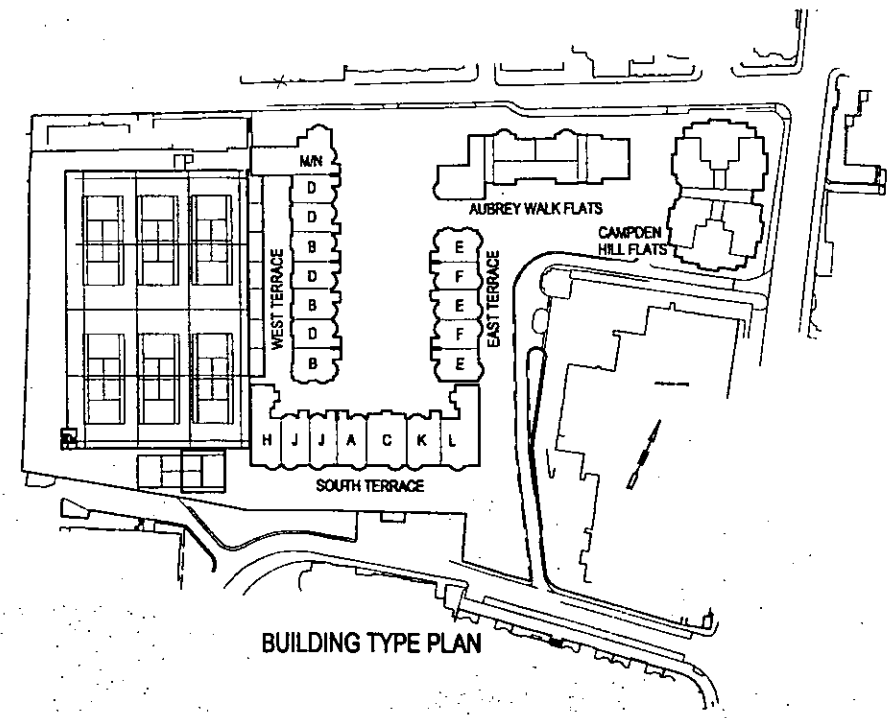 M/N
D
D
B
D
B
D
B
WEST TERRACE
AUBREY WALK FLATS
CAMPDEN
HILL FLATS
E
F
E
F
E
EAST TERRACE
H J J A C K L
SOUTH TERRACE
BUILDING TYPE PLAN